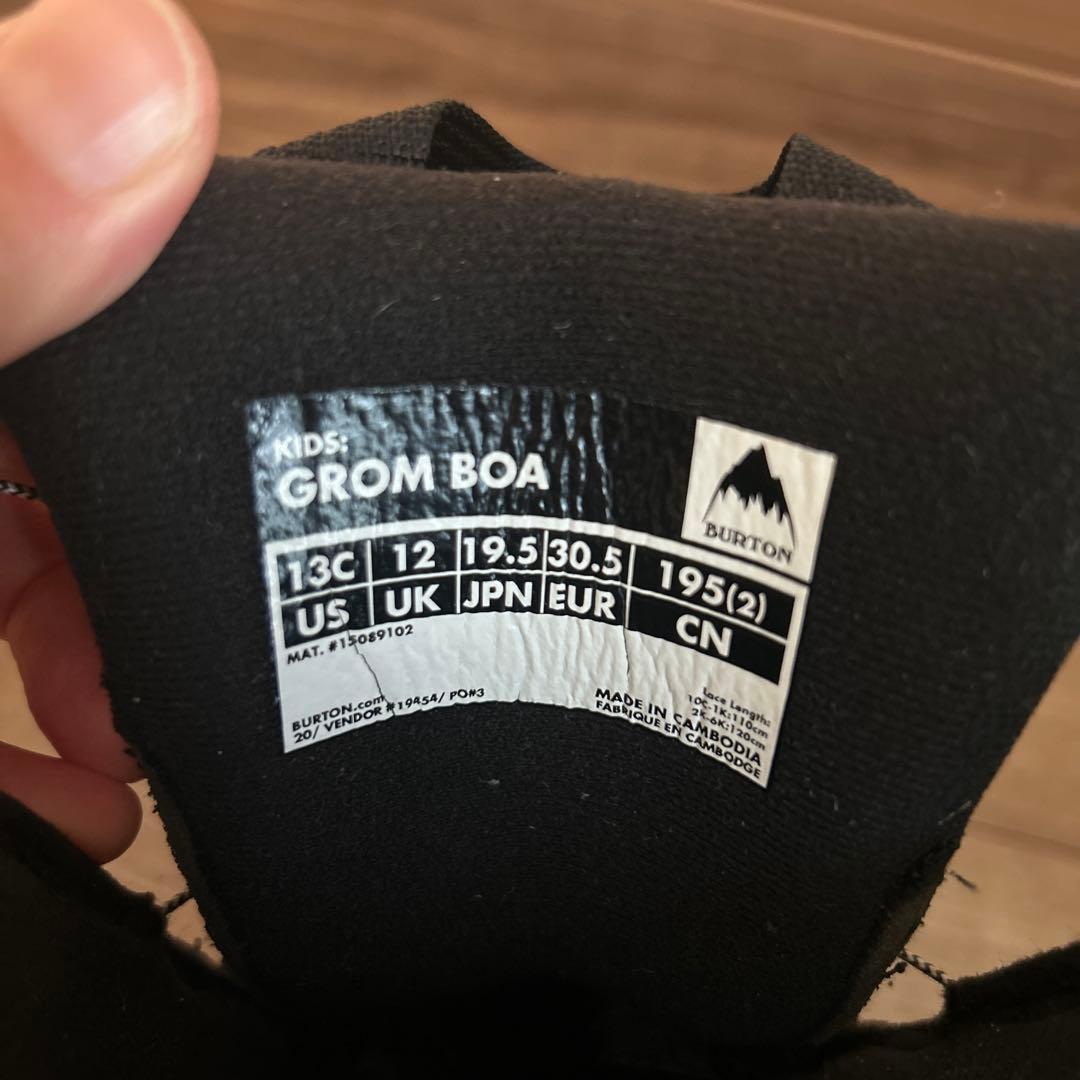 KIDS:
GROM BOA
BURTON
13C 12 19.5 30.5 195(2)
US UK JPN EUR CN
MAT. #15089102
BURTON.com
20/ VENDOR #19454/ PO#3
Lace Length:
10C-1K:110cm
2K-6K:120cm
MADE IN CAMBODIA
FABRIQUE EN CAMBODGE